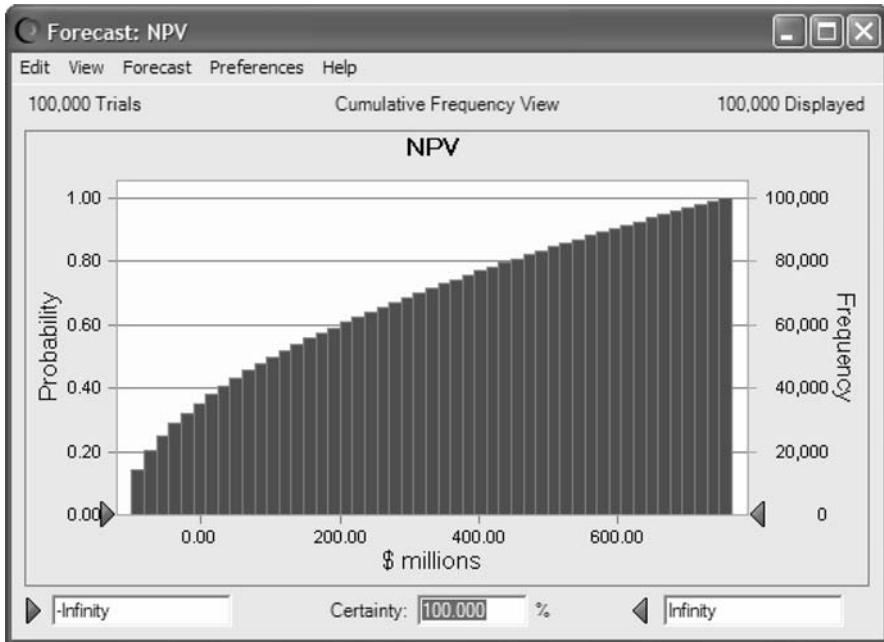 Forecast: NPV
Edit View Forecast Preferences Help
100,000 Trials Cumulative Frequency View 100,000 Displayed
NPV
1.00 100,000
0.80 80,000
0.60 60,000
0.40 40,000
0.20 20,000
0.00 0
Probability
Frequency
0.00 200.00 400.00 600.00
$ millions
-Infinity Certainty: 100.000 % Infinity